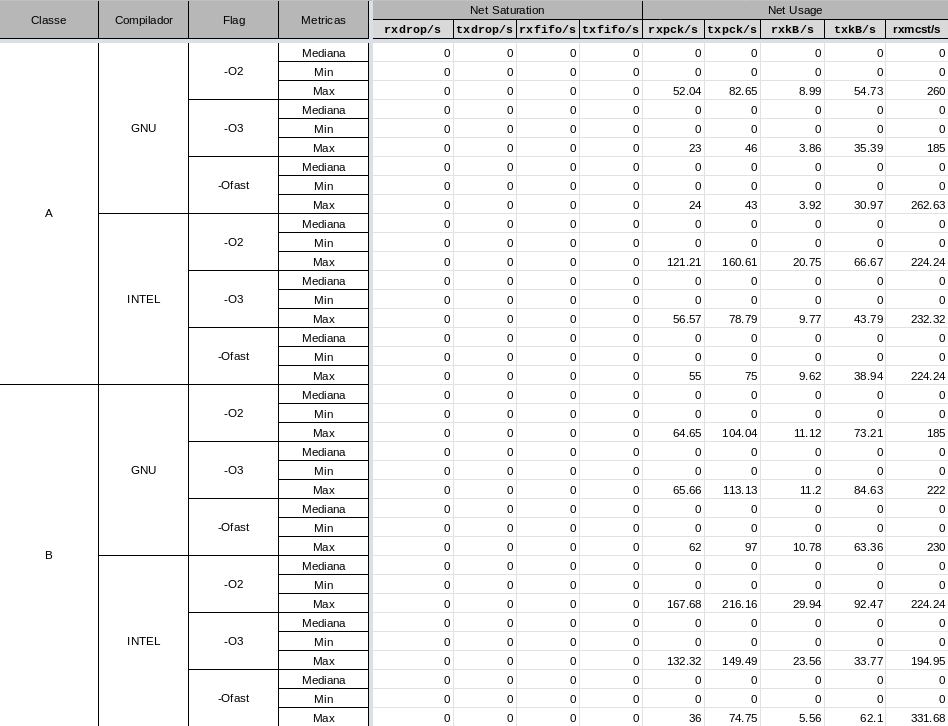 Net Saturation Net Usage
Classe Compilador Flag Metricas
rxdrop/s txdrop/s rxfifo/s txfifo/s rxpck/s txpck/s rxkB/s txkB/s rxmcst/s
Mediana 0 0 0 0 0 0 0 0 0
-O2 Min 0 0 0 0 0 0 0 0 0
Max 0 0 0 0 52.04 82.65 8.99 54.73 260
Mediana 0 0 0 0 0 0 0 0 0
GNU -O3 Min 0 0 0 0 0 0 0 0 0
Max 0 0 0 0 23 46 3.86 35.39 185
Mediana 0 0 0 0 0 0 0 0 0
-Ofast Min 0 0 0 0 0 0 0 0 0
Max 0 0 0 0 24 43 3.92 30.97 262.63
A
Mediana 0 0 0 0 0 0 0 0 0
-O2 Min 0 0 0 0 0 0 0 0 0
Max 0 0 0 0 121.21 160.61 20.75 66.67 224.24
Mediana 0 0 0 0 0 0 0 0 0
INTEL -O3 Min 0 0 0 0 0 0 0 0 0
Max 0 0 0 0 56.57 78.79 9.77 43.79 232.32
Mediana 0 0 0 0 0 0 0 0 0
-Ofast Min 0 0 0 0 0 0 0 0 0
Max 0 0 0 0 55 75 9.62 38.94 224.24
Mediana 0 0 0 0 0 0 0 0 0
-O2 Min 0 0 0 0 0 0 0 0 0
Max 0 0 0 0 64.65 104.04 11.12 73.21 185
Mediana 0 0 0 0 0 0 0 0 0
GNU -O3 Min 0 0 0 0 0 0 0 0 0
Max 0 0 0 0 65.66 113.13 11.2 84.63 222
Mediana 0 0 0 0 0 0 0 0 0
-Ofast Min 0 0 0 0 0 0 0 0 0
Max 0 0 0 0 62 97 10.78 63.36 230
B
Mediana 0 0 0 0 0 0 0 0 0
-O2 Min 0 0 0 0 0 0 0 0 0
Max 0 0 0 0 167.68 216.16 29.94 92.47 224.24
Mediana 0 0 0 0 0 0 0 0 0
INTEL -O3 Min 0 0 0 0 0 0 0 0 0
Max 0 0 0 0 132.32 149.49 23.56 33.77 194.95
Mediana 0 0 0 0 0 0 0 0 0
-Ofast Min 0 0 0 0 0 0 0 0 0
Max 0 0 0 0 36 74.75 5.56 62.1 331.68